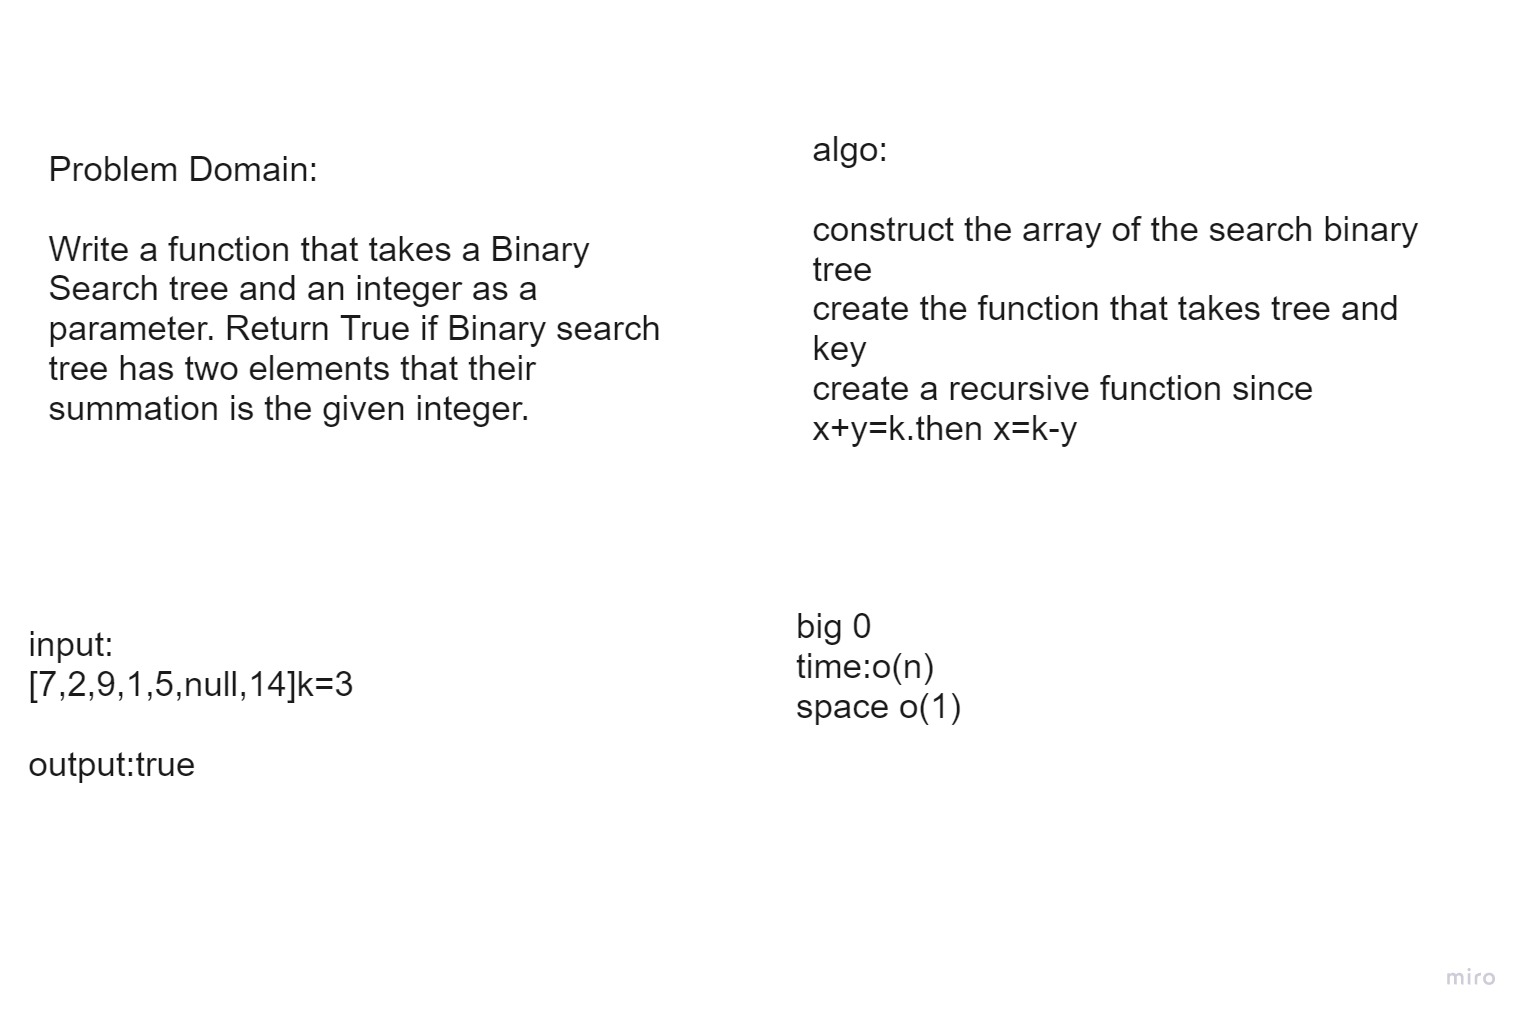 Problem Domain:
Write a function that takes a Binary
Search tree and an integer as a
parameter. Return True if Binary search
tree has two elements that their
summation is the given integer.
algo:
construct the array of the search binary
tree
create the function that takes tree and
key
create a recursive function since
x+y=k.then x=k-y
input:
[7,2,9,1,5,null,14]k=3
output:true
big 0
time:o(n)
space o(1)
miro